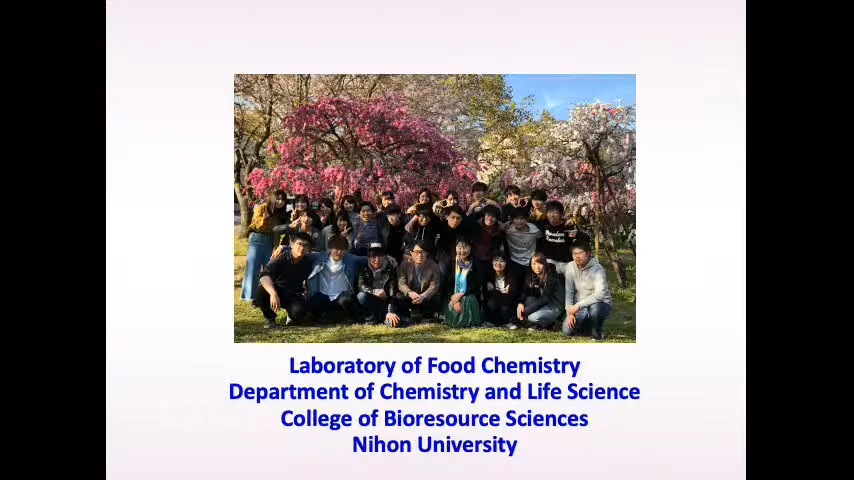 Laboratory of Food Chemistry
Department of Chemistry and Life Science
College of Bioresource Sciences
Nihon University